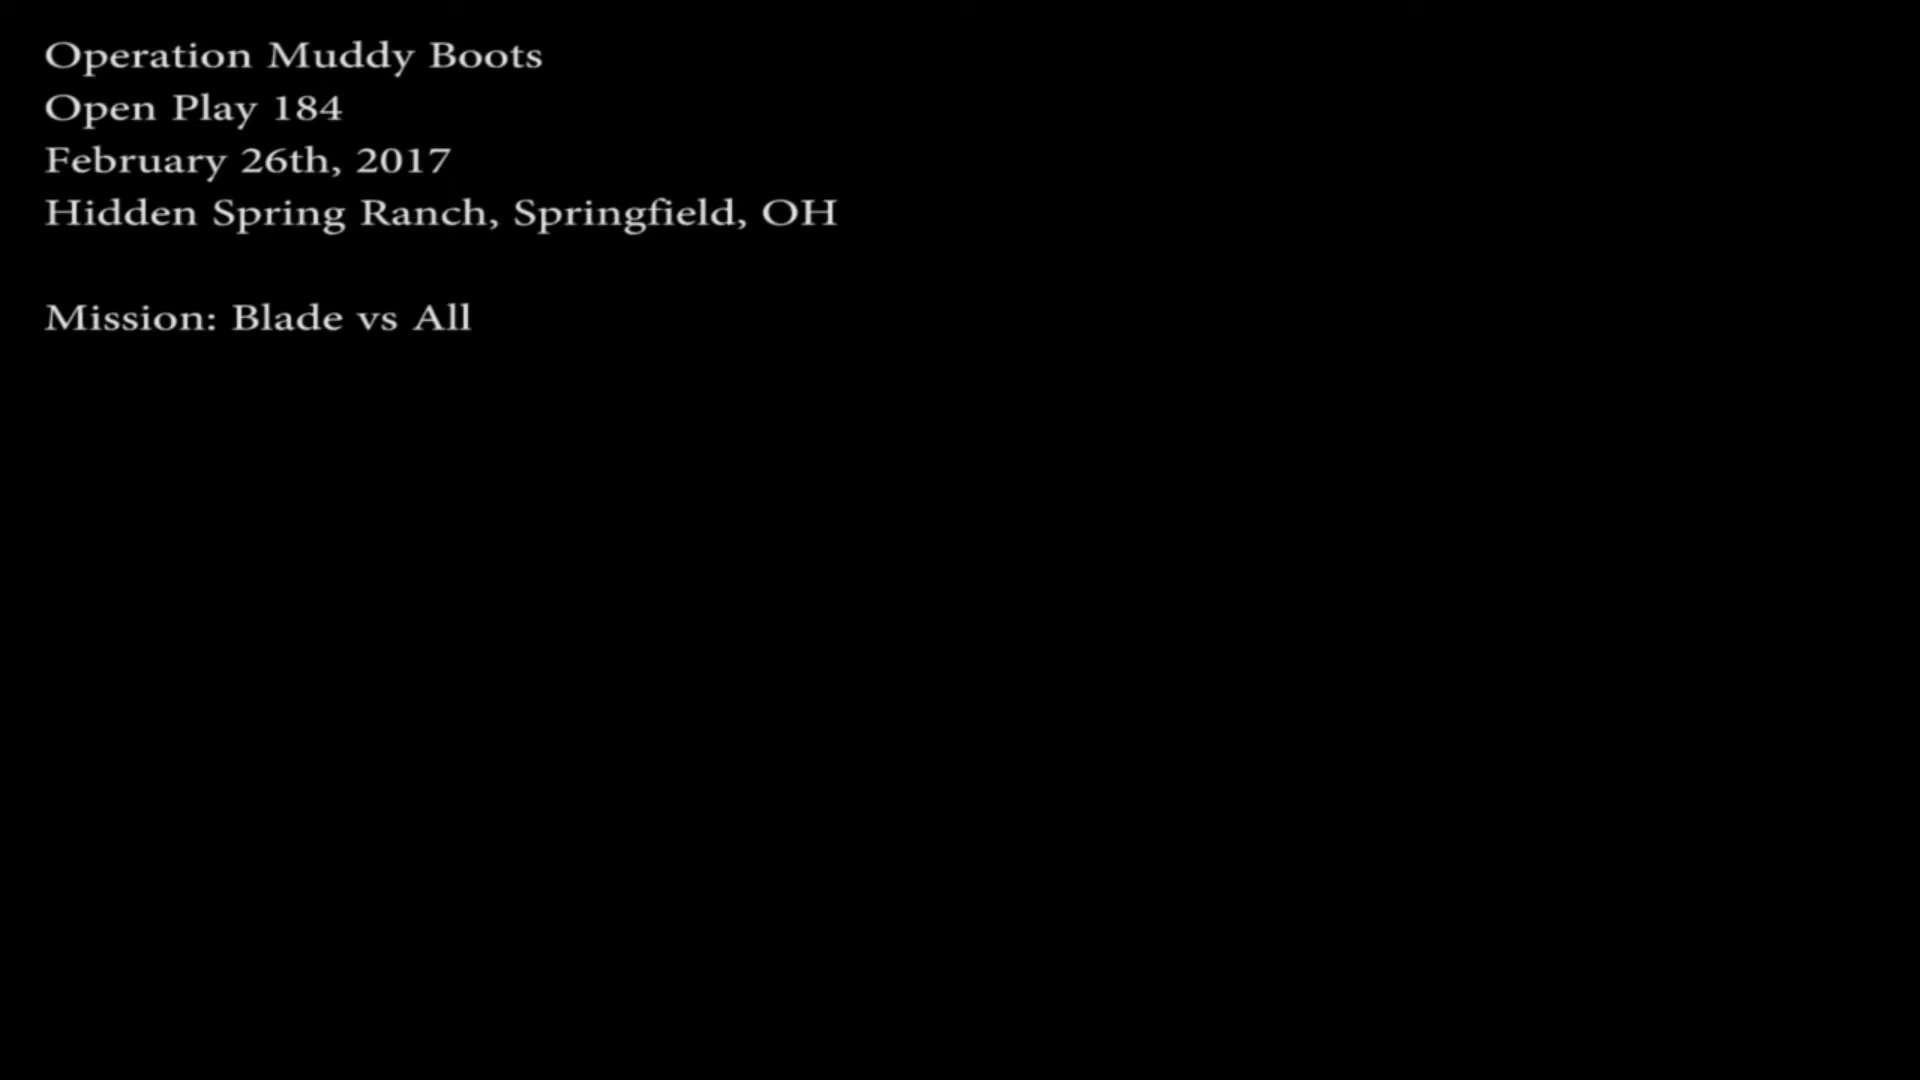 Operation Muddy Boots
Open Play 184
February 26th, 2017
Hidden Spring Ranch, Springfield, OH
Mission: Blade vs All